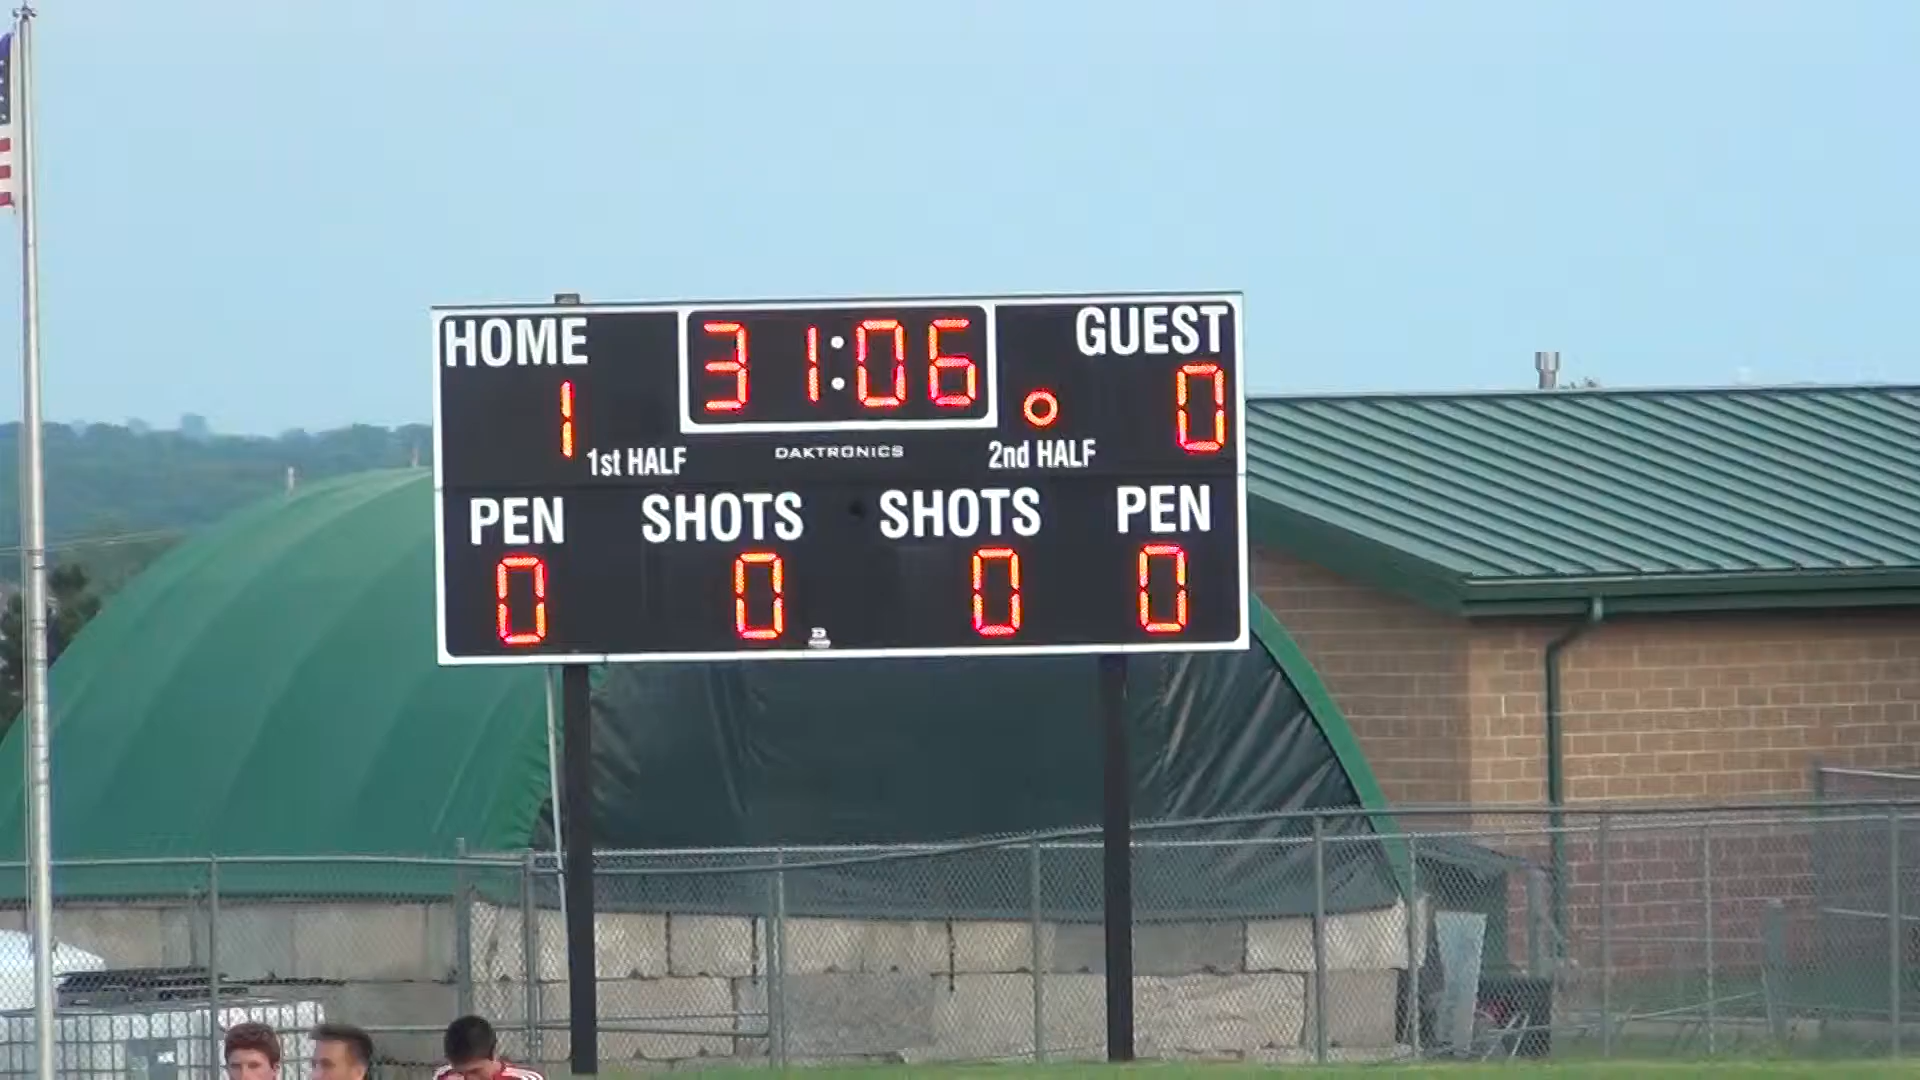 HOME 31:06 GUEST
1 0
1st HALF DAKTRONICS 2nd HALF
PEN SHOTS SHOTS PEN
0 0 0 0